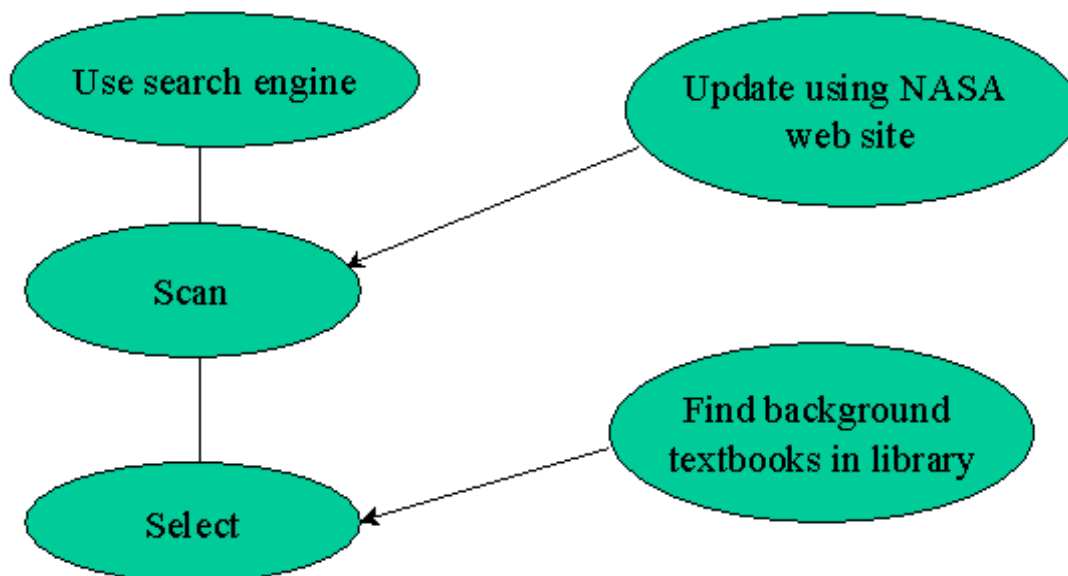 Use search engine
Update using NASA
web site
Scan
Find background
textbooks in library
Select